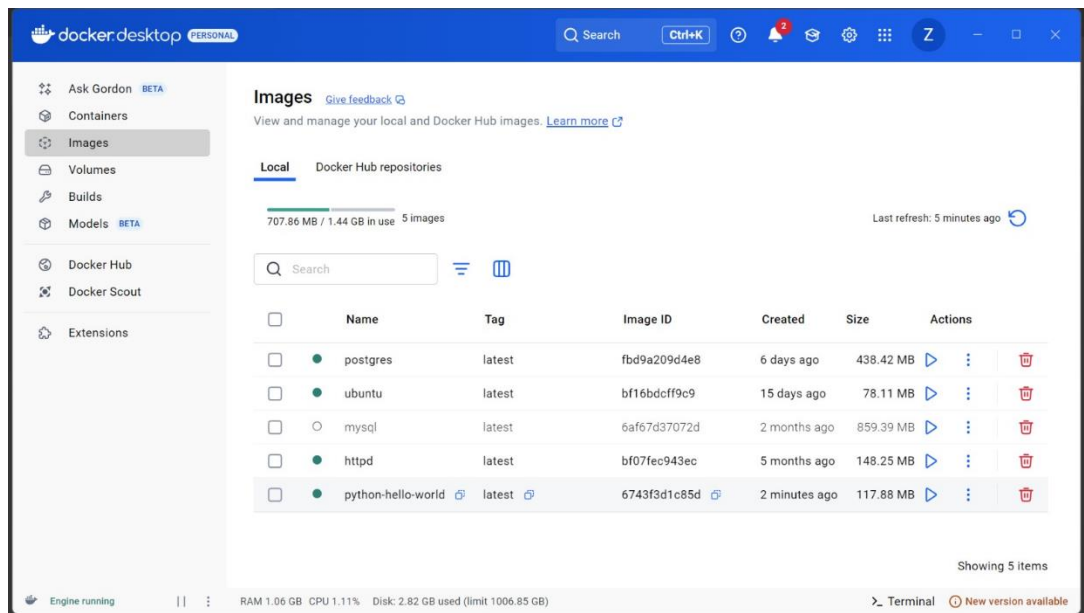 docker.desktop PERSONAL
Search Ctrl+K 2 Z
Ask Gordon BETA
Containers
Images
Volumes
Builds
Models BETA
Docker Hub
Docker Scout
Extensions
Images Give feedback
View and manage your local and Docker Hub images. Learn more
Local Docker Hub repositories
707.86 MB / 1.44 GB in use 5 images Last refresh: 5 minutes ago
Search
Name Tag Image ID Created Size Actions
postgres latest fbd9a209d4e8 6 days ago 438.42 MB
ubuntu latest bf16bdcff9c9 15 days ago 78.11 MB
mysql latest 6af67d37072d 2 months ago 859.39 MB
httpd latest bf07fec943ec 5 months ago 148.25 MB
python-hello-world latest 6743f3d1c85d 2 minutes ago 117.88 MB
Showing 5 items
Engine running RAM 1.06 GB CPU 1.11% Disk: 2.82 GB used (limit 1006.85 GB) >_ Terminal New version available